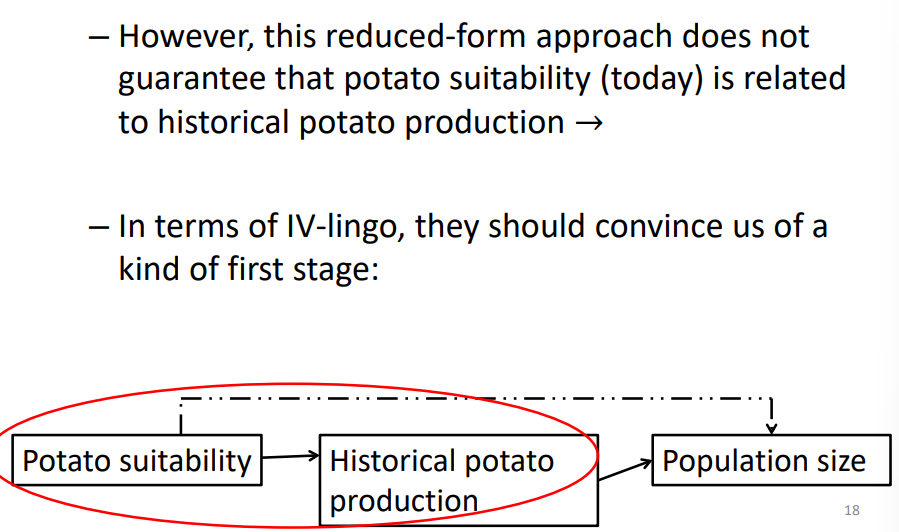 – However, this reduced-form approach does not
guarantee that potato suitability (today) is related
to historical potato production →
– In terms of IV-lingo, they should convince us of a
kind of first stage:
Potato suitability
Historical potato
production
Population size
18